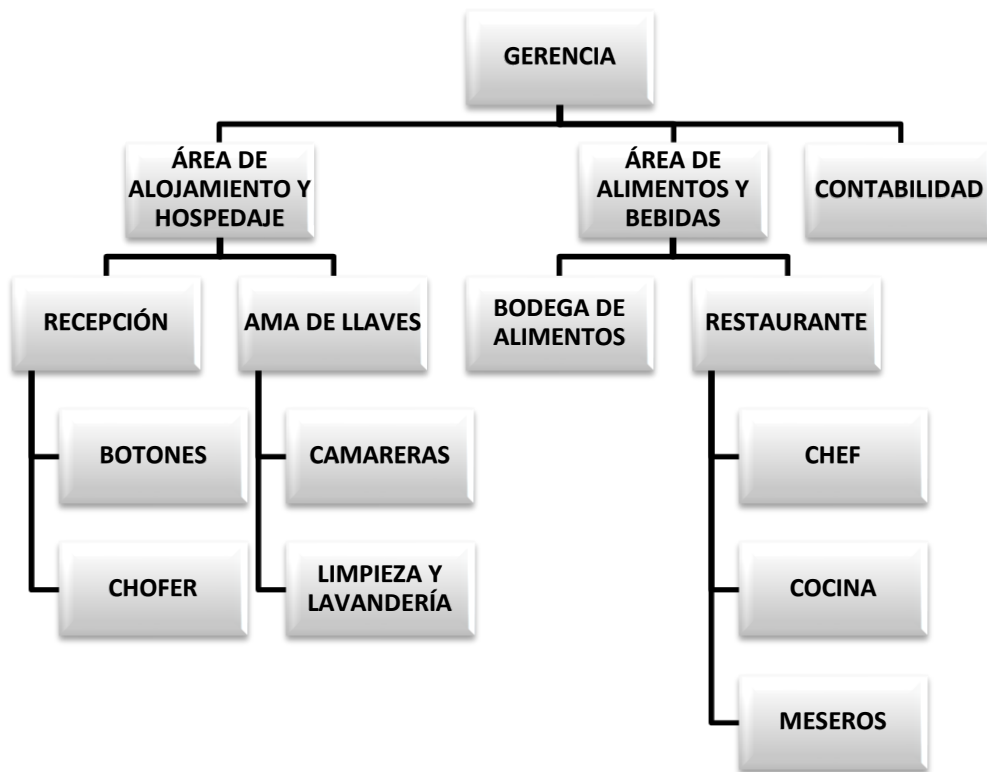 GERENCIA
ÁREA DE
ALOJAMIENTO Y
HOSPEDAJE
ÁREA DE
ALIMENTOS Y
BEBIDAS
CONTABILIDAD
RECEPCIÓN
AMA DE LLAVES
BODEGA DE
ALIMENTOS
RESTAURANTE
BOTONES
CAMARERAS
CHEF
CHOFER
LIMPIEZA Y
LAVANDERÍA
COCINA
MESEROS